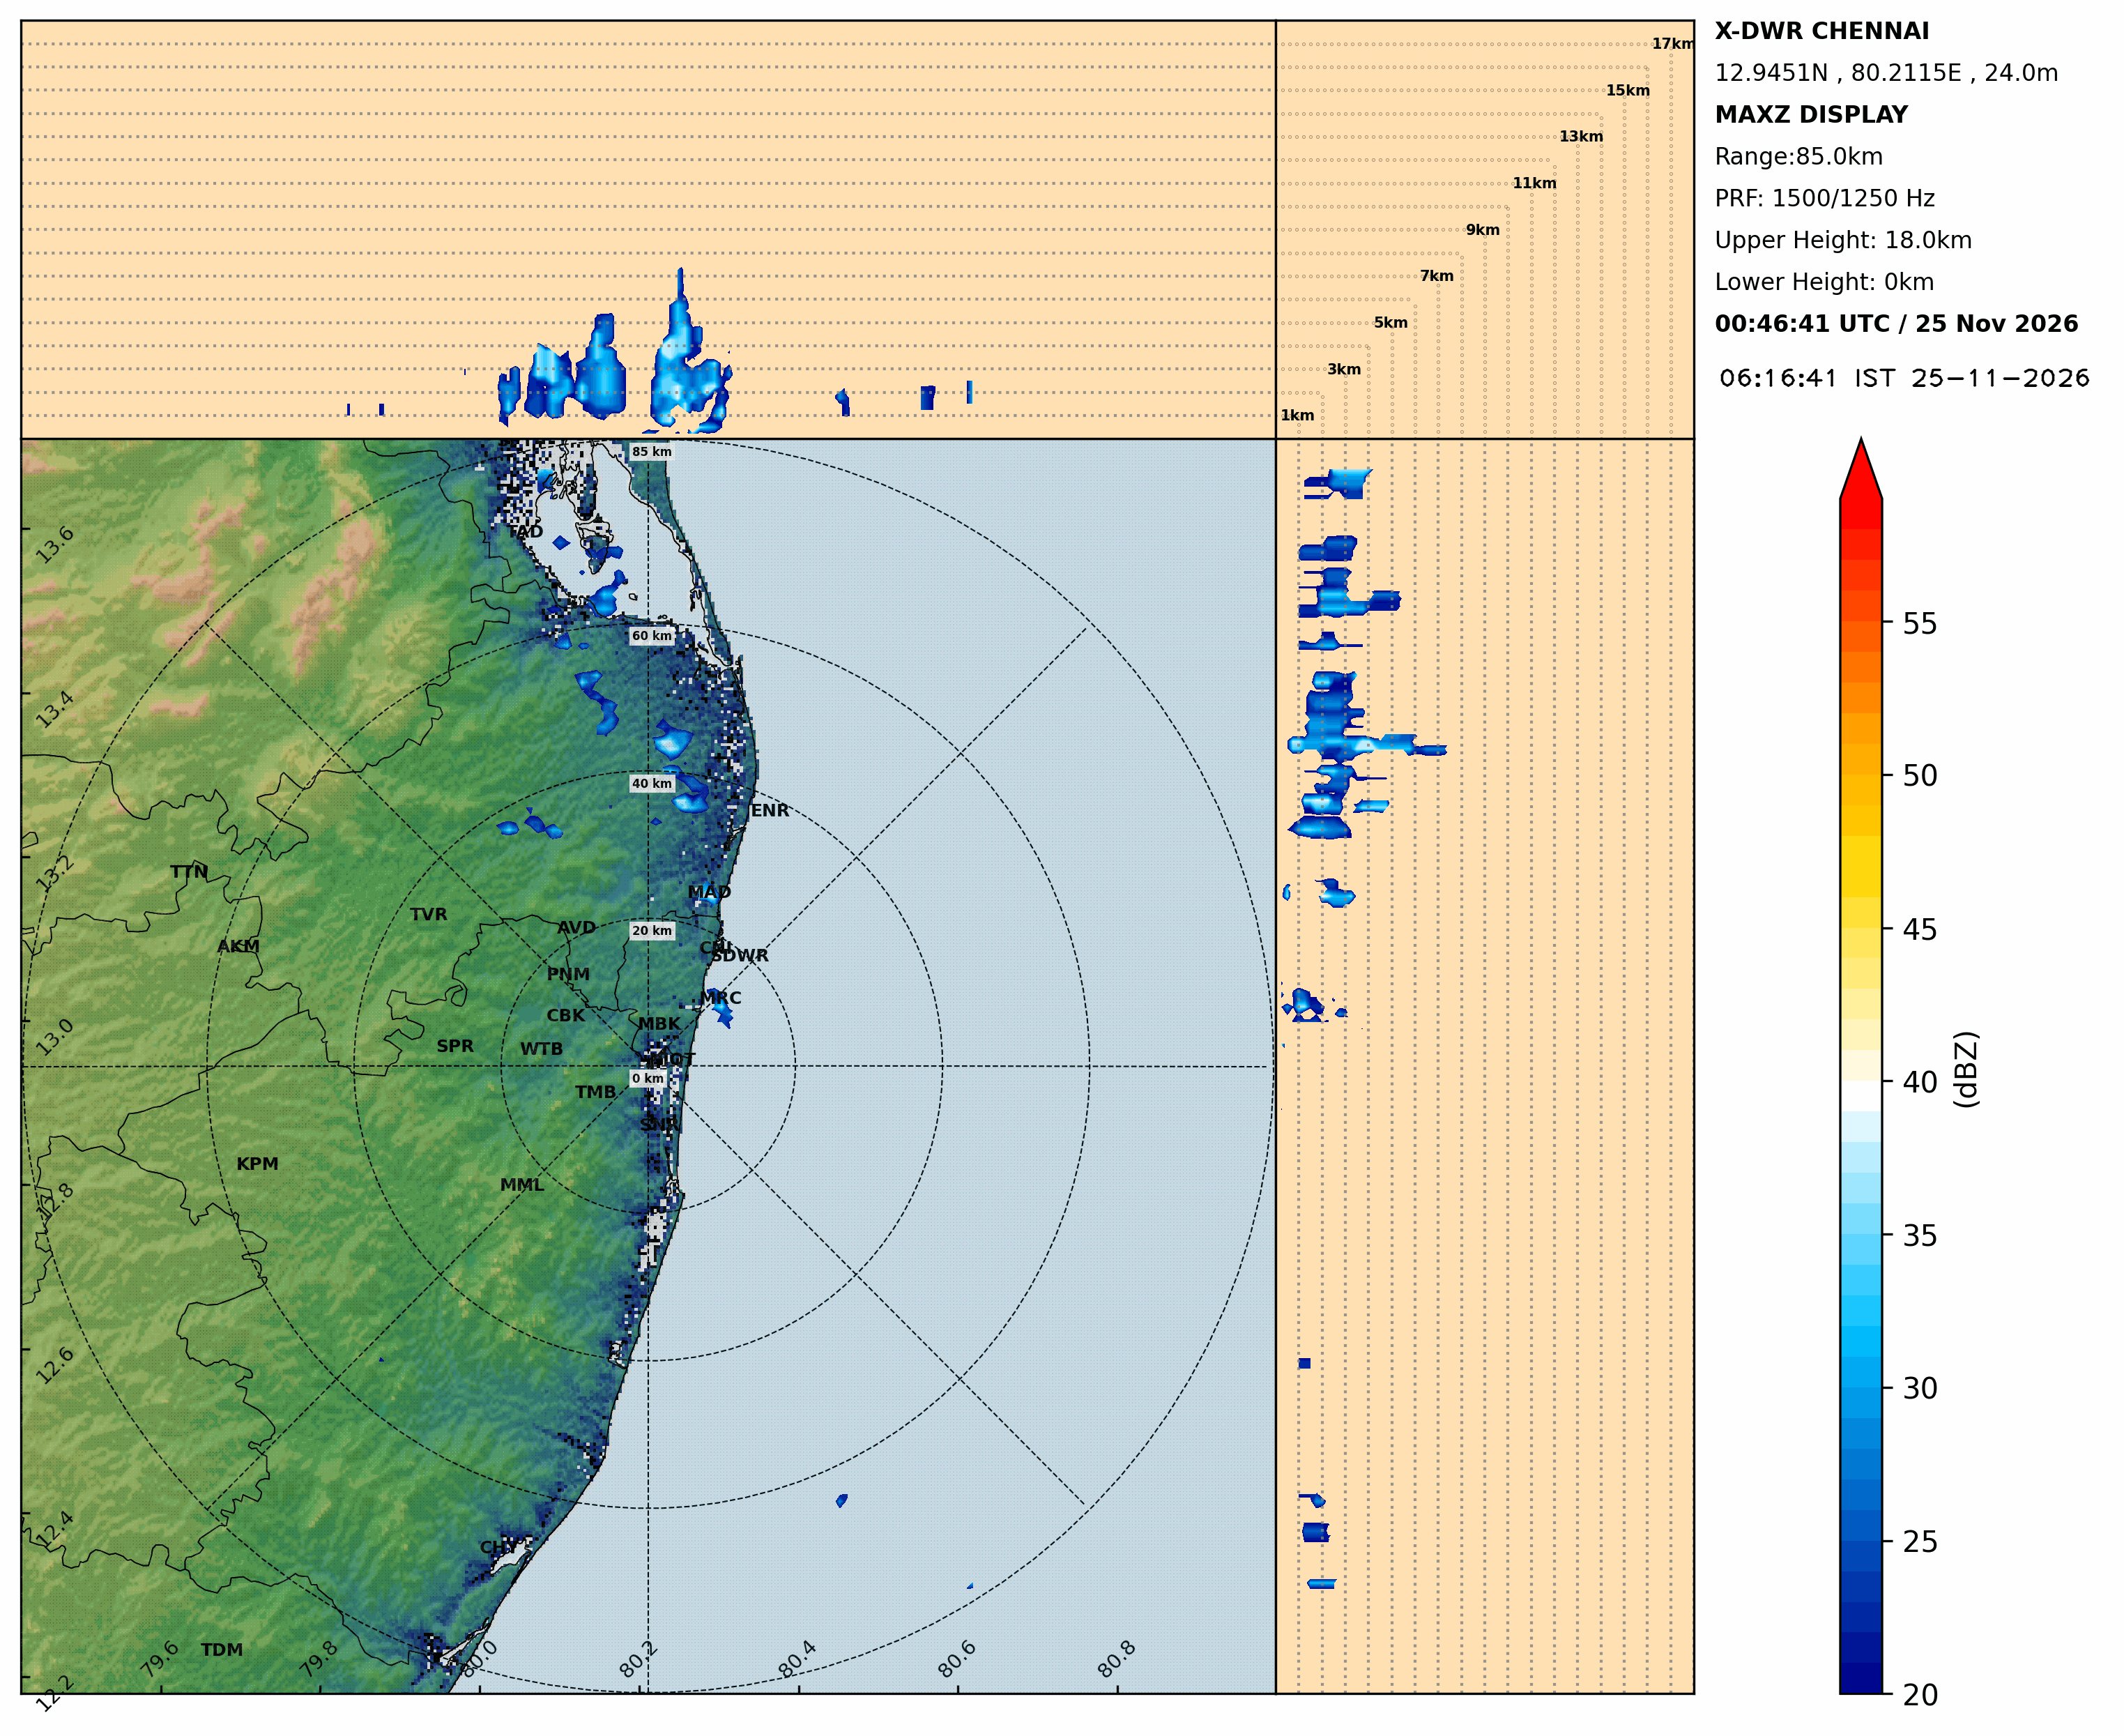 X-DWR CHENNAI
12.9451N , 80.2115E , 24.0m
MAXZ DISPLAY
Range:85.0km
PRF: 1500/1250 Hz
Upper Height: 18.0km
Lower Height: 0km
00:46:41 UTC / 25 Nov 2026
06:16:41 IST 25-11-2026
17km
15km
13km
11km
9km
7km
5km
3km
1km
85 km
60 km
40 km
20 km
0 km
TAD
ENR
TTN
MAD
TVR
AVD
AKM
SDWR
PNM
MRC
CBK
MBK
SPR
WTB
TMB
SNR
KPM
MML
CHY
TDM
13.6
13.4
13.2
13.0
12.8
12.6
12.4
12.2
79.6
79.8
80.0
80.2
80.4
80.6
80.8
55
50
45
40
35
30
25
20
(dBZ)